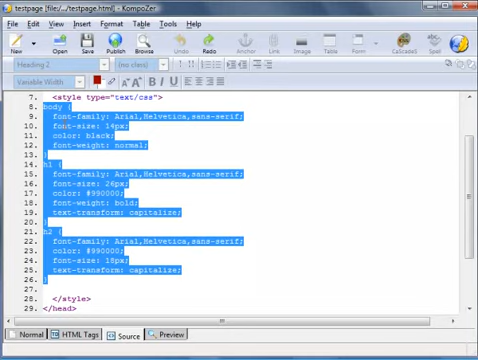 testpage [file:/.../testpage.html] - KompoZer
File Edit View Insert Format Table Tools Help
New Open Save Publish Browse Undo Redo Anchor Link Image Table Form CaScadeS Spell
Heading 2 (no class)
Variable Width B I U
7. <style type="text/css">
8. body {
9. font-family: Arial,Helvetica,sans-serif;
10. font-size: 14px;
11. color: black;
12. font-weight: normal;
13. }
14. h1 {
15. font-family: Arial,Helvetica,sans-serif;
16. font-size: 26px;
17. color: #990000;
18. font-weight: bold;
19. text-transform: capitalize;
20. }
21. h2 {
22. font-family: Arial,Helvetica,sans-serif;
23. color: #990000;
24. font-size: 18px;
25. text-transform: capitalize;
26. }
27.
28. </style>
29. </head>
Normal HTML Tags Source Preview